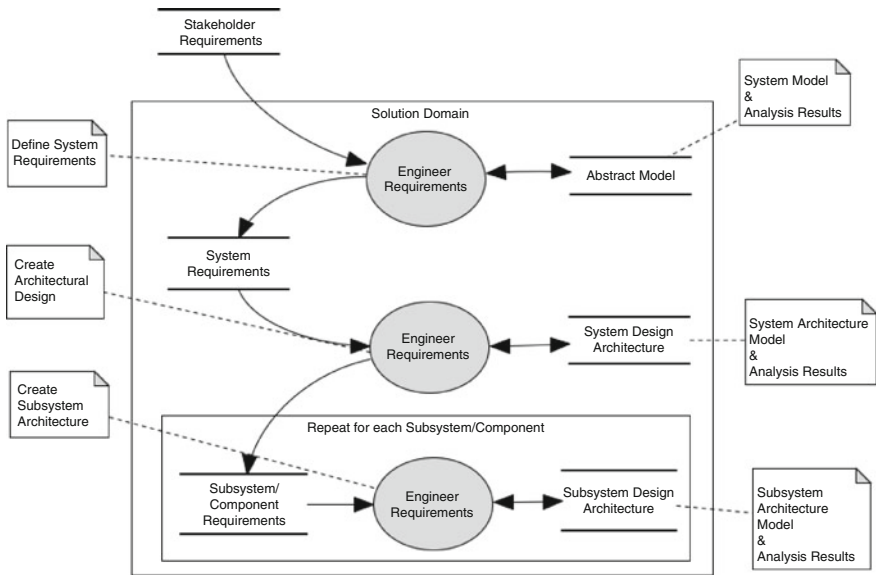 Stakeholder
Requirements
System Model
&
Analysis Results
Solution Domain
Define System
Requirements
Engineer
Requirements
Abstract Model
System
Requirements
Create
Architectural
Design
Engineer
Requirements
System Design
Architecture
System Architecture
Model
&
Analysis Results
Create
Subsystem
Architecture
Repeat for each Subsystem/Component
Subsystem/
Component
Requirements
Engineer
Requirements
Subsystem Design
Architecture
Subsystem
Architecture
Model
&
Analysis Results